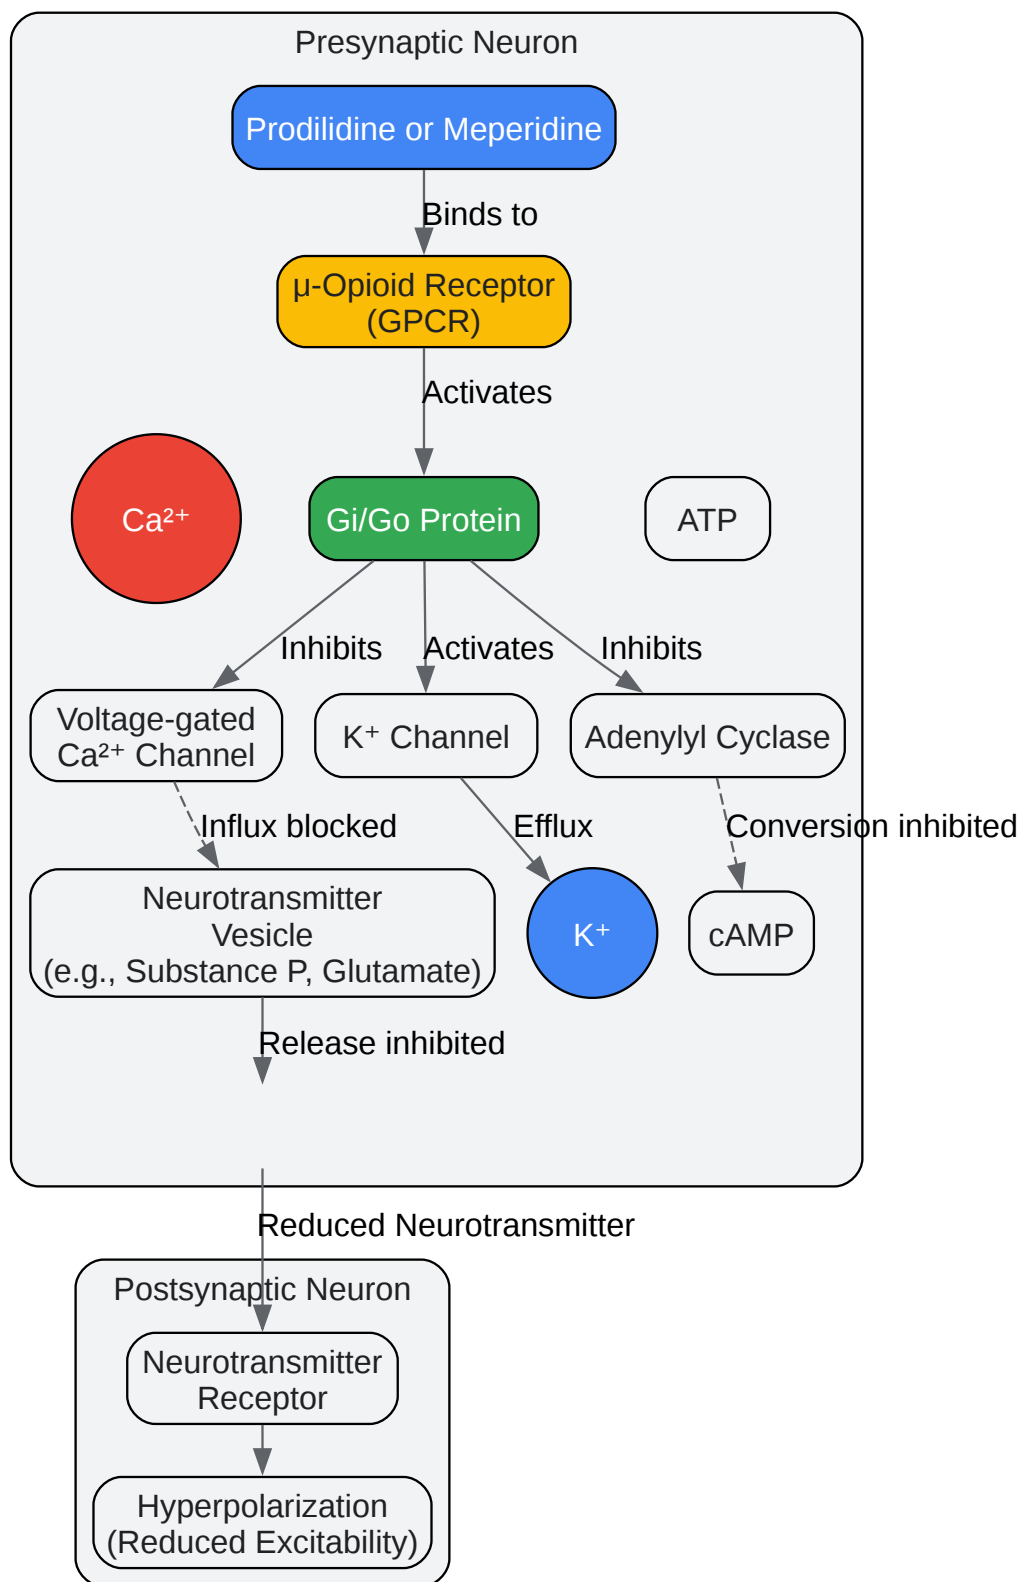 Presynaptic Neuron
Prodilidine or Meperidine
Binds to
μ-Opioid Receptor
(GPCR)
Activates
Ca²⁺
Gi/Go Protein
ATP
Inhibits
Activates
Inhibits
Voltage-gated
Ca²⁺ Channel
K⁺ Channel
Adenylyl Cyclase
Influx blocked
Efflux
Conversion inhibited
Neurotransmitter
Vesicle
(e.g., Substance P, Glutamate)
K⁺
cAMP
Release inhibited
Reduced Neurotransmitter
Postsynaptic Neuron
Neurotransmitter
Receptor
Hyperpolarization
(Reduced Excitability)